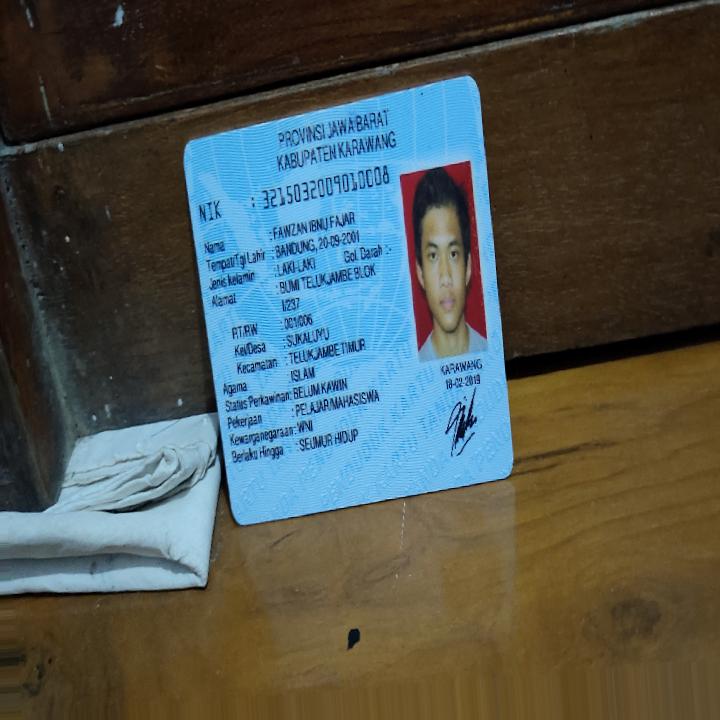 PROVINSI JAWA BARAT
KABUPATEN KARAWANG
NIK : 3215032009010008
Nama : FAWZAN IBNU FAJAR
Tempat/Tgl Lahir : BANDUNG, 20-09-2001
Jenis kelamin : LAKI-LAKI Gol. Darah :-
Alamat : BUMI TELUKJAMBE BLOK
I/237
RT/RW : 001/006
Kel/Desa : SUKALUYU
Kecamatan : TELUKJAMBE TIMUR
Agama : ISLAM
Status Perkawinan: BELUM KAWIN
Pekerjaan : PELAJAR/MAHASISWA
Kewarganegaraan: WNI
Berlaku Hingga : SEUMUR HIDUP
KARAWANG
18-02-2019